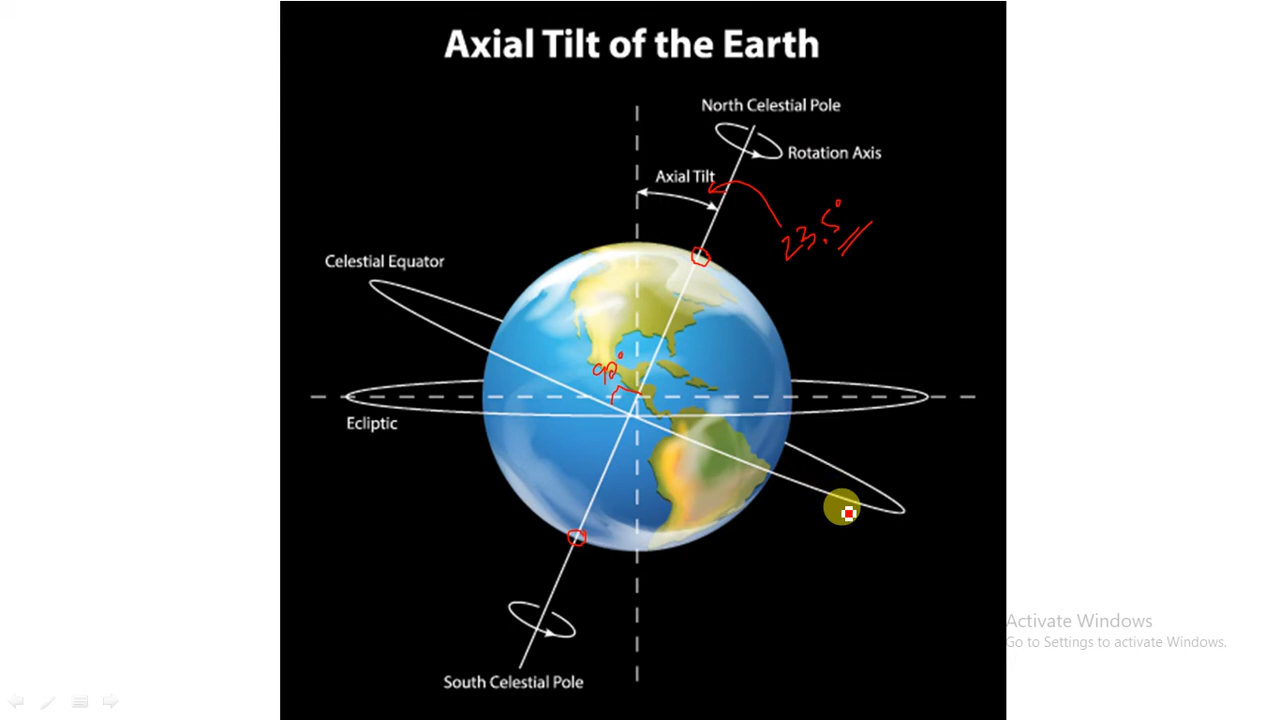 Axial Tilt of the Earth
North Celestial Pole
Rotation Axis
Axial Tilt
23.5°
Celestial Equator
90°
Ecliptic
South Celestial Pole
Activate Windows
Go to Settings to activate Windows.